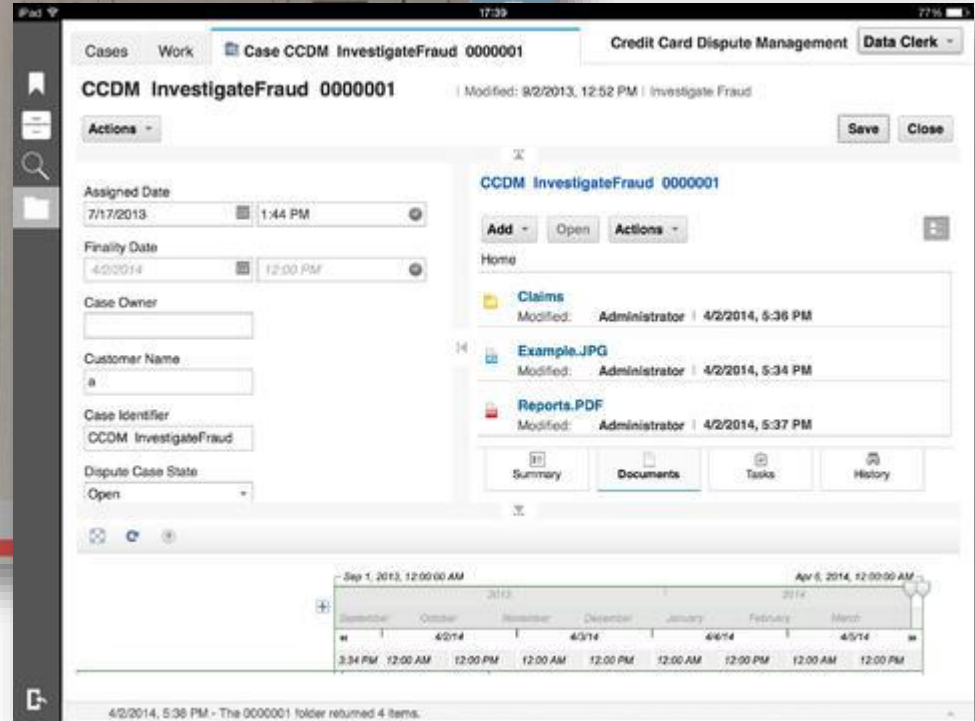 iPad 17:39 77%
Cases Work Case CCDM InvestigateFraud 0000001 Credit Card Dispute Management Data Clerk
CCDM InvestigateFraud 0000001 | Modified: 9/2/2013, 12:52 PM | Investigate Fraud
Actions Save Close
CCDM InvestigateFraud 0000001
Assigned Date
7/17/2013 1:44 PM
Add Open Actions
Finality Date
Home
4/2/2014 12:00 PM
Claims
Modified: Administrator | 4/2/2014, 5:36 PM
Case Owner
Example.JPG
Modified: Administrator | 4/2/2014, 5:34 PM
Customer Name
a
Reports.PDF
Modified: Administrator | 4/2/2014, 5:37 PM
Case Identifier
CCDM InvestigateFraud
Summary Documents Tasks History
Dispute Case State
Open
Sep 1, 2013, 12:00:00 AM Apr 6, 2014, 12:00:00 AM
2013 2014
September October November December January February March
4/2/14 4/3/14 4/4/14 4/5/14
3:34 PM 12:00 AM 12:00 PM 12:00 AM 12:00 PM 12:00 AM 12:00 PM 12:00 AM 12:00 PM
4/2/2014, 5:38 PM - The 0000001 folder returned 4 items.